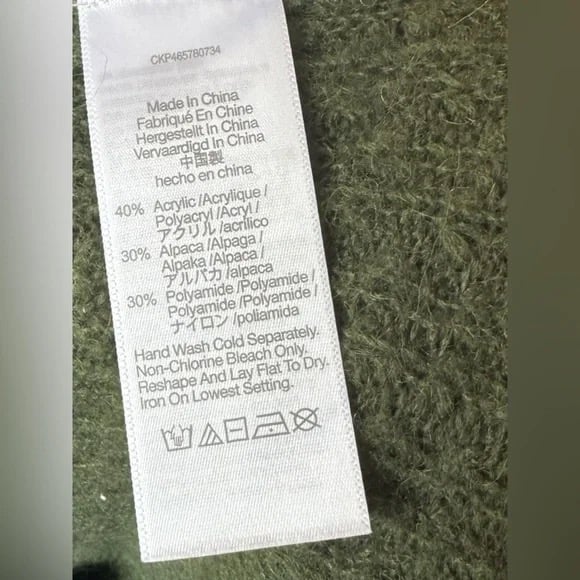 CKP465780734
Made In China
Fabriqué En Chine
Hergestellt In China
Vervaardigd In China
中国製
hecho en china
40% Acrylic /Acrylique /
Polyacryl /Acryl /
アクリル /acrílico
30% Alpaca /Alpaga /
Alpaka /Alpaca /
アルパカ /alpaca
30% Polyamide /Polyamide /
Polyamide /Polyamide /
ナイロン /poliamida
Hand Wash Cold Separately.
Non-Chlorine Bleach Only.
Reshape And Lay Flat To Dry.
Iron On Lowest Setting.